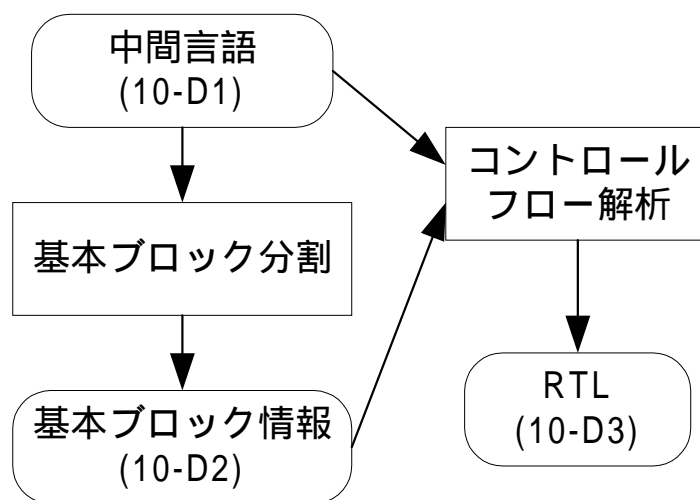 中間言語
(10-D1)
基本ブロック分割
基本ブロック情報
(10-D2)
コントロール
フロー解析
RTL
(10-D3)